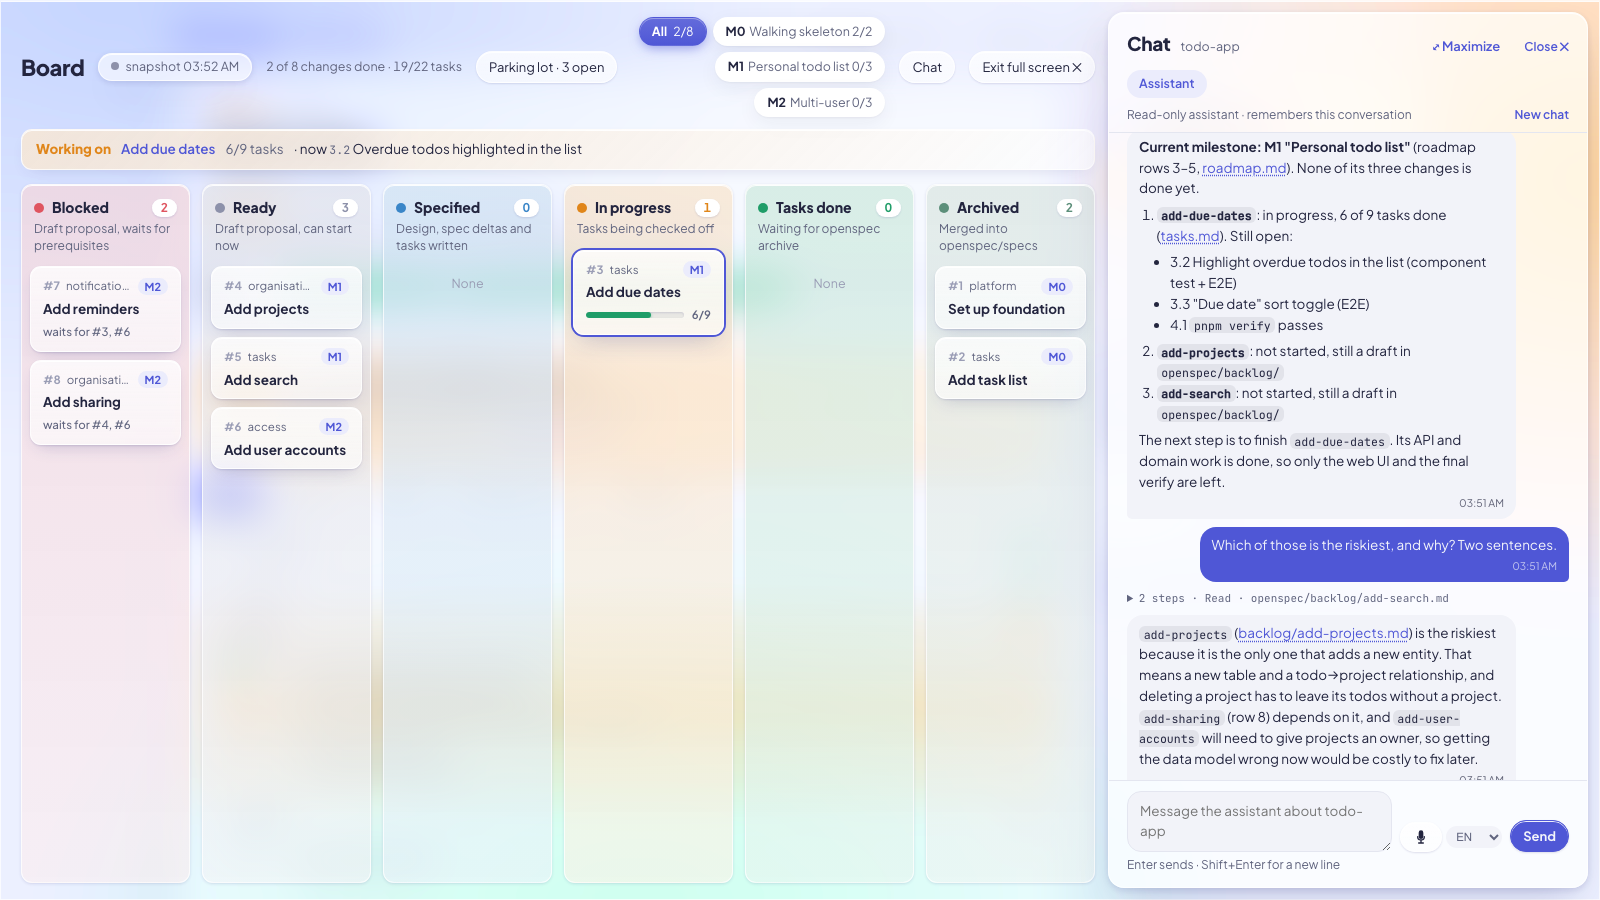 Board
snapshot 03:52 AM
2 of 8 changes done · 19/22 tasks
Parking lot · 3 open
All 2/8
M0 Walking skeleton 2/2
M1 Personal todo list 0/3
M2 Multi-user 0/3
Chat
Exit full screen ✕
Working on Add due dates 6/9 tasks · now 3.2 Overdue todos highlighted in the list
Blocked 2
Draft proposal, waits for
prerequisites
#7 notificatio... M2
Add reminders
waits for #3, #6
#8 organisati... M2
Add sharing
waits for #4, #6
Ready 3
Draft proposal, can start
now
#4 organisati... M1
Add projects
#5 tasks M1
Add search
#6 access M2
Add user accounts
Specified 0
Design, spec deltas and
tasks written
None
In progress 1
Tasks being checked off
#3 tasks M1
Add due dates
6/9
Tasks done 0
Waiting for openspec
archive
None
Archived 2
Merged into
openspec/specs
#1 platform M0
Set up foundation
#2 tasks M0
Add task list
Chat todo-app
Maximize
Close ✕
Assistant
Read-only assistant · remembers this conversation
New chat
Current milestone: M1 "Personal todo list" (roadmap
rows 3–5, roadmap.md). None of its three changes is
done yet.
1. add-due-dates: in progress, 6 of 9 tasks done
(tasks.md). Still open:
• 3.2 Highlight overdue todos in the list (component
test + E2E)
• 3.3 "Due date" sort toggle (E2E)
• 4.1 pnpm verify passes
2. add-projects: not started, still a draft in
openspec/backlog/
3. add-search: not started, still a draft in
openspec/backlog/
The next step is to finish add-due-dates. Its API and
domain work is done, so only the web UI and the final
verify are left.
03:51 AM
Which of those is the riskiest, and why? Two sentences.
03:51 AM
▶ 2 steps · Read · openspec/backlog/add-search.md
add-projects (backlog/add-projects.md) is the riskiest
because it is the only one that adds a new entity. That
means a new table and a todo→project relationship, and
deleting a project has to leave its todos without a project.
add-sharing (row 8) depends on it, and add-user-
accounts will need to give projects an owner, so getting
the data model wrong now would be costly to fix later.
03:51 AM
Message the assistant about todo-
app
EN
Send
Enter sends · Shift+Enter for a new line